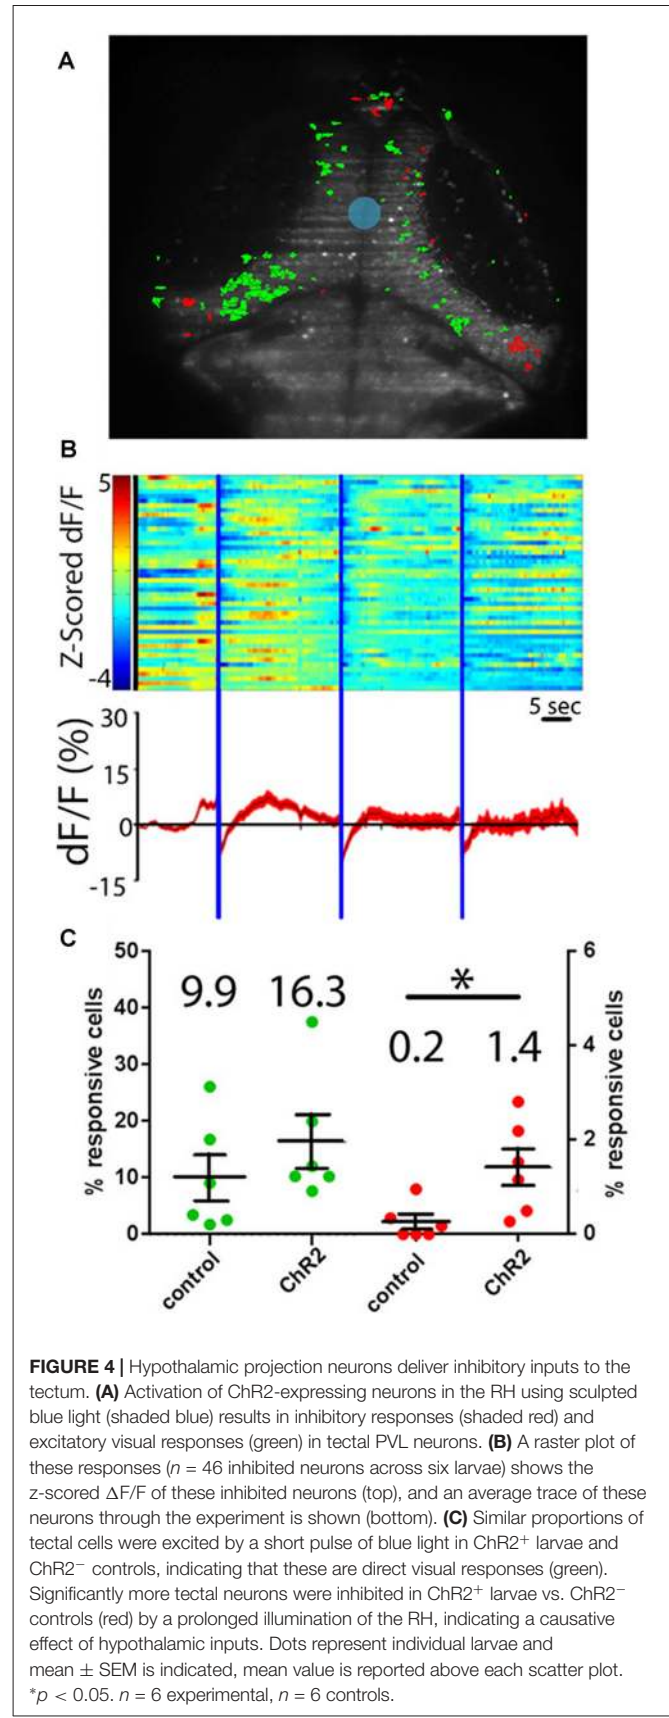 A
B
5
Z-Scored dF/F
-4
5 sec
30
15
0
-15
dF/F (%)
C
50
40
30
20
10
0
% responsive cells
9.9
16.3
*
0.2
1.4
6
4
2
0
% responsive cells
control
ChR2
control
ChR2
FIGURE 4 | Hypothalamic projection neurons deliver inhibitory inputs to the
tectum. (A) Activation of ChR2-expressing neurons in the RH using sculpted
blue light (shaded blue) results in inhibitory responses (shaded red) and
excitatory visual responses (green) in tectal PVL neurons. (B) A raster plot of
these responses (n = 46 inhibited neurons across six larvae) shows the
z-scored ΔF/F of these inhibited neurons (top), and an average trace of these
neurons through the experiment is shown (bottom). (C) Similar proportions of
tectal cells were excited by a short pulse of blue light in ChR2⁺ larvae and
ChR2⁻ controls, indicating that these are direct visual responses (green).
Significantly more tectal neurons were inhibited in ChR2⁺ larvae vs. ChR2⁻
controls (red) by a prolonged illumination of the RH, indicating a causative
effect of hypothalamic inputs. Dots represent individual larvae and
mean ± SEM is indicated, mean value is reported above each scatter plot.
*p < 0.05. n = 6 experimental, n = 6 controls.